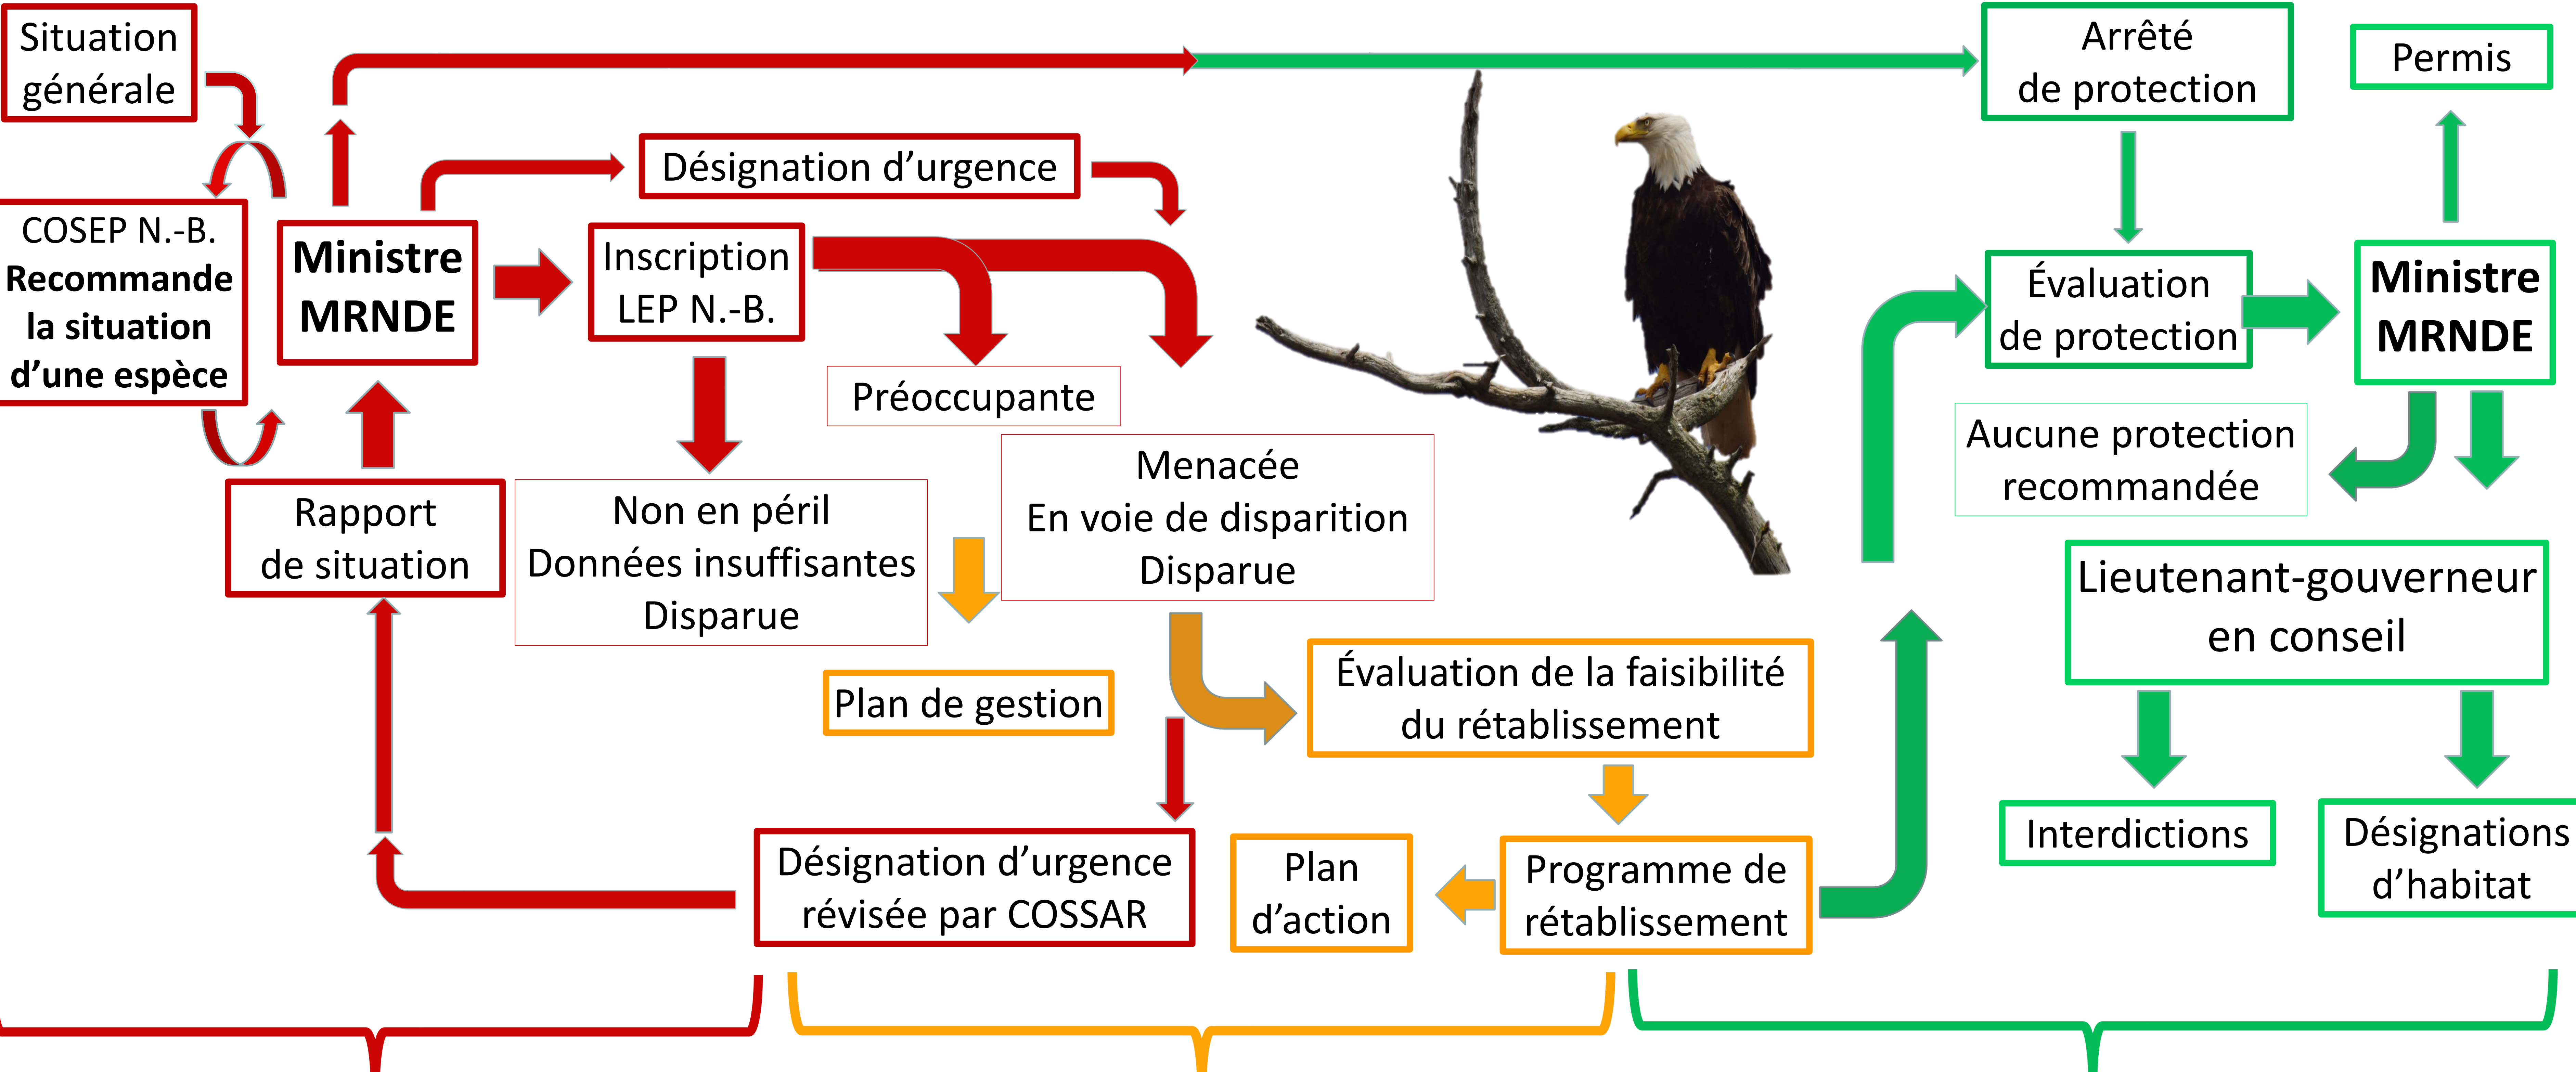 Situation
générale
COSEP N.-B.
Recommande
la situation
d’une espèce
Ministre
MRNDE
Rapport
de situation
Désignation d’urgence
Inscription
LEP N.-B.
Non en péril
Données insuffisantes
Disparue
Préoccupante
Menacée
En voie de disparition
Disparue
Plan de gestion
Désignation d’urgence
révisée par COSSAR
Évaluation de la faisibilité
du rétablissement
Plan
d’action
Programme de
rétablissement
Arrêté
de protection
Permis
Évaluation
de protection
Ministre
MRNDE
Aucune protection
recommandée
Lieutenant-gouverneur
en conseil
Interdictions
Désignations
d’habitat